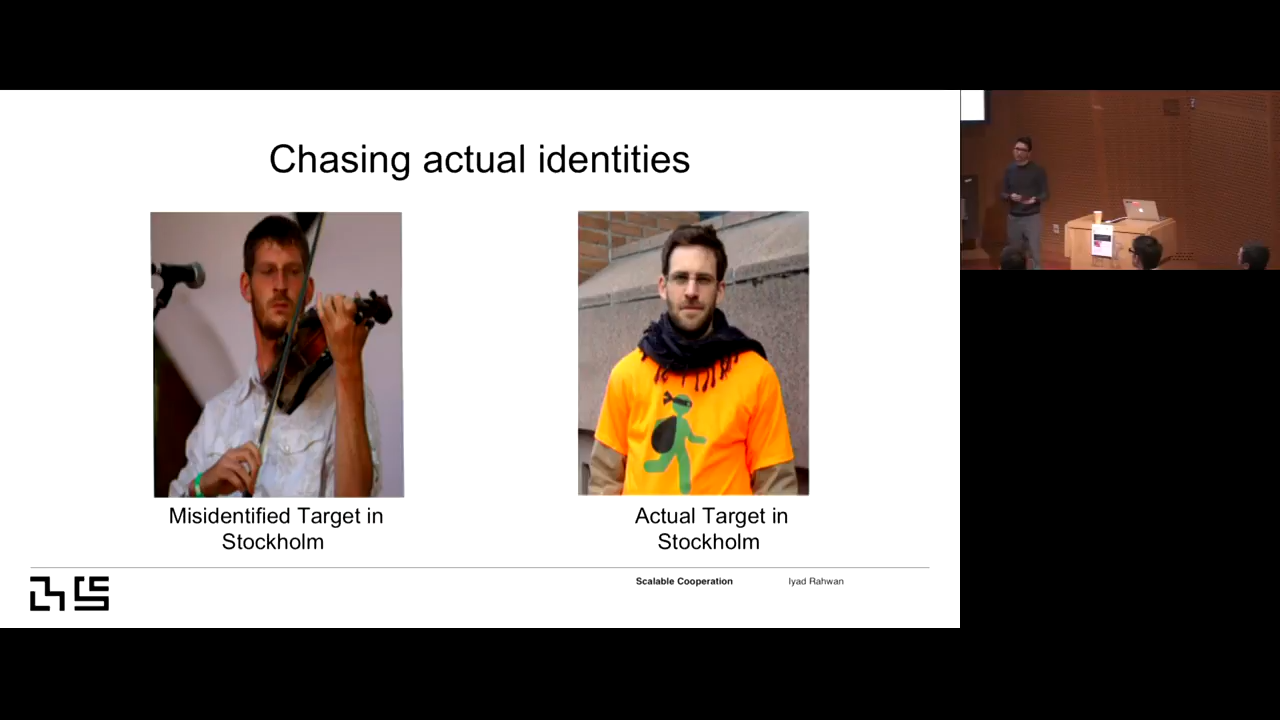 Chasing actual identities
Misidentified Target in
Stockholm
Actual Target in
Stockholm
Scalable Cooperation
Iyad Rahwan